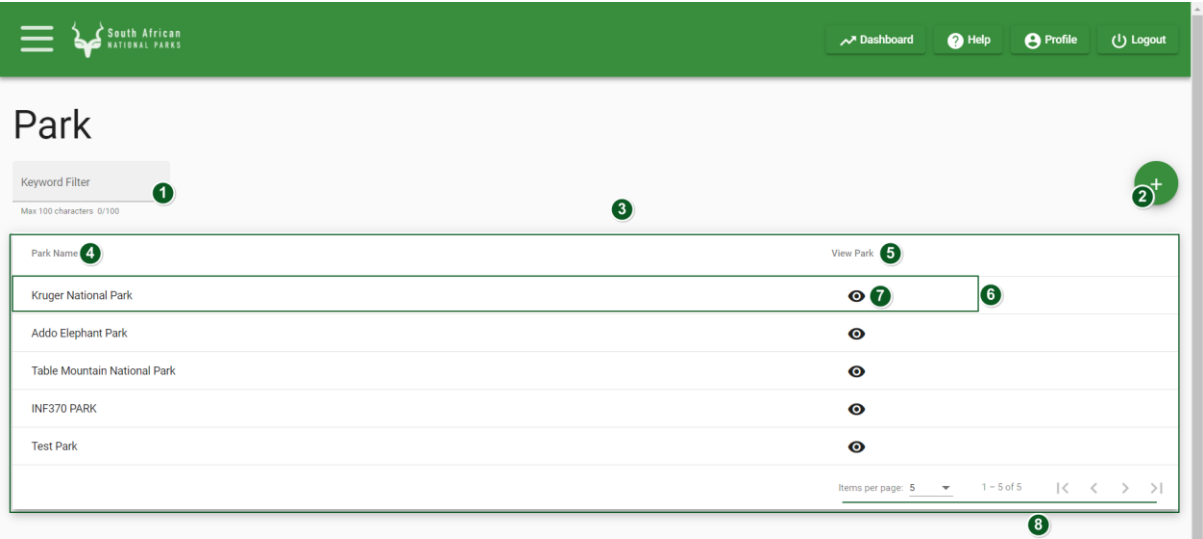 South African
NATIONAL PARKS
Dashboard
Help
Profile
Logout
Park
Keyword Filter
1
Max 100 characters 0/100
+
2
3
Park Name 4
View Park 5
Kruger National Park
7
6
Addo Elephant Park
Table Mountain National Park
INF370 PARK
Test Park
Items per page: 5
1 – 5 of 5
8